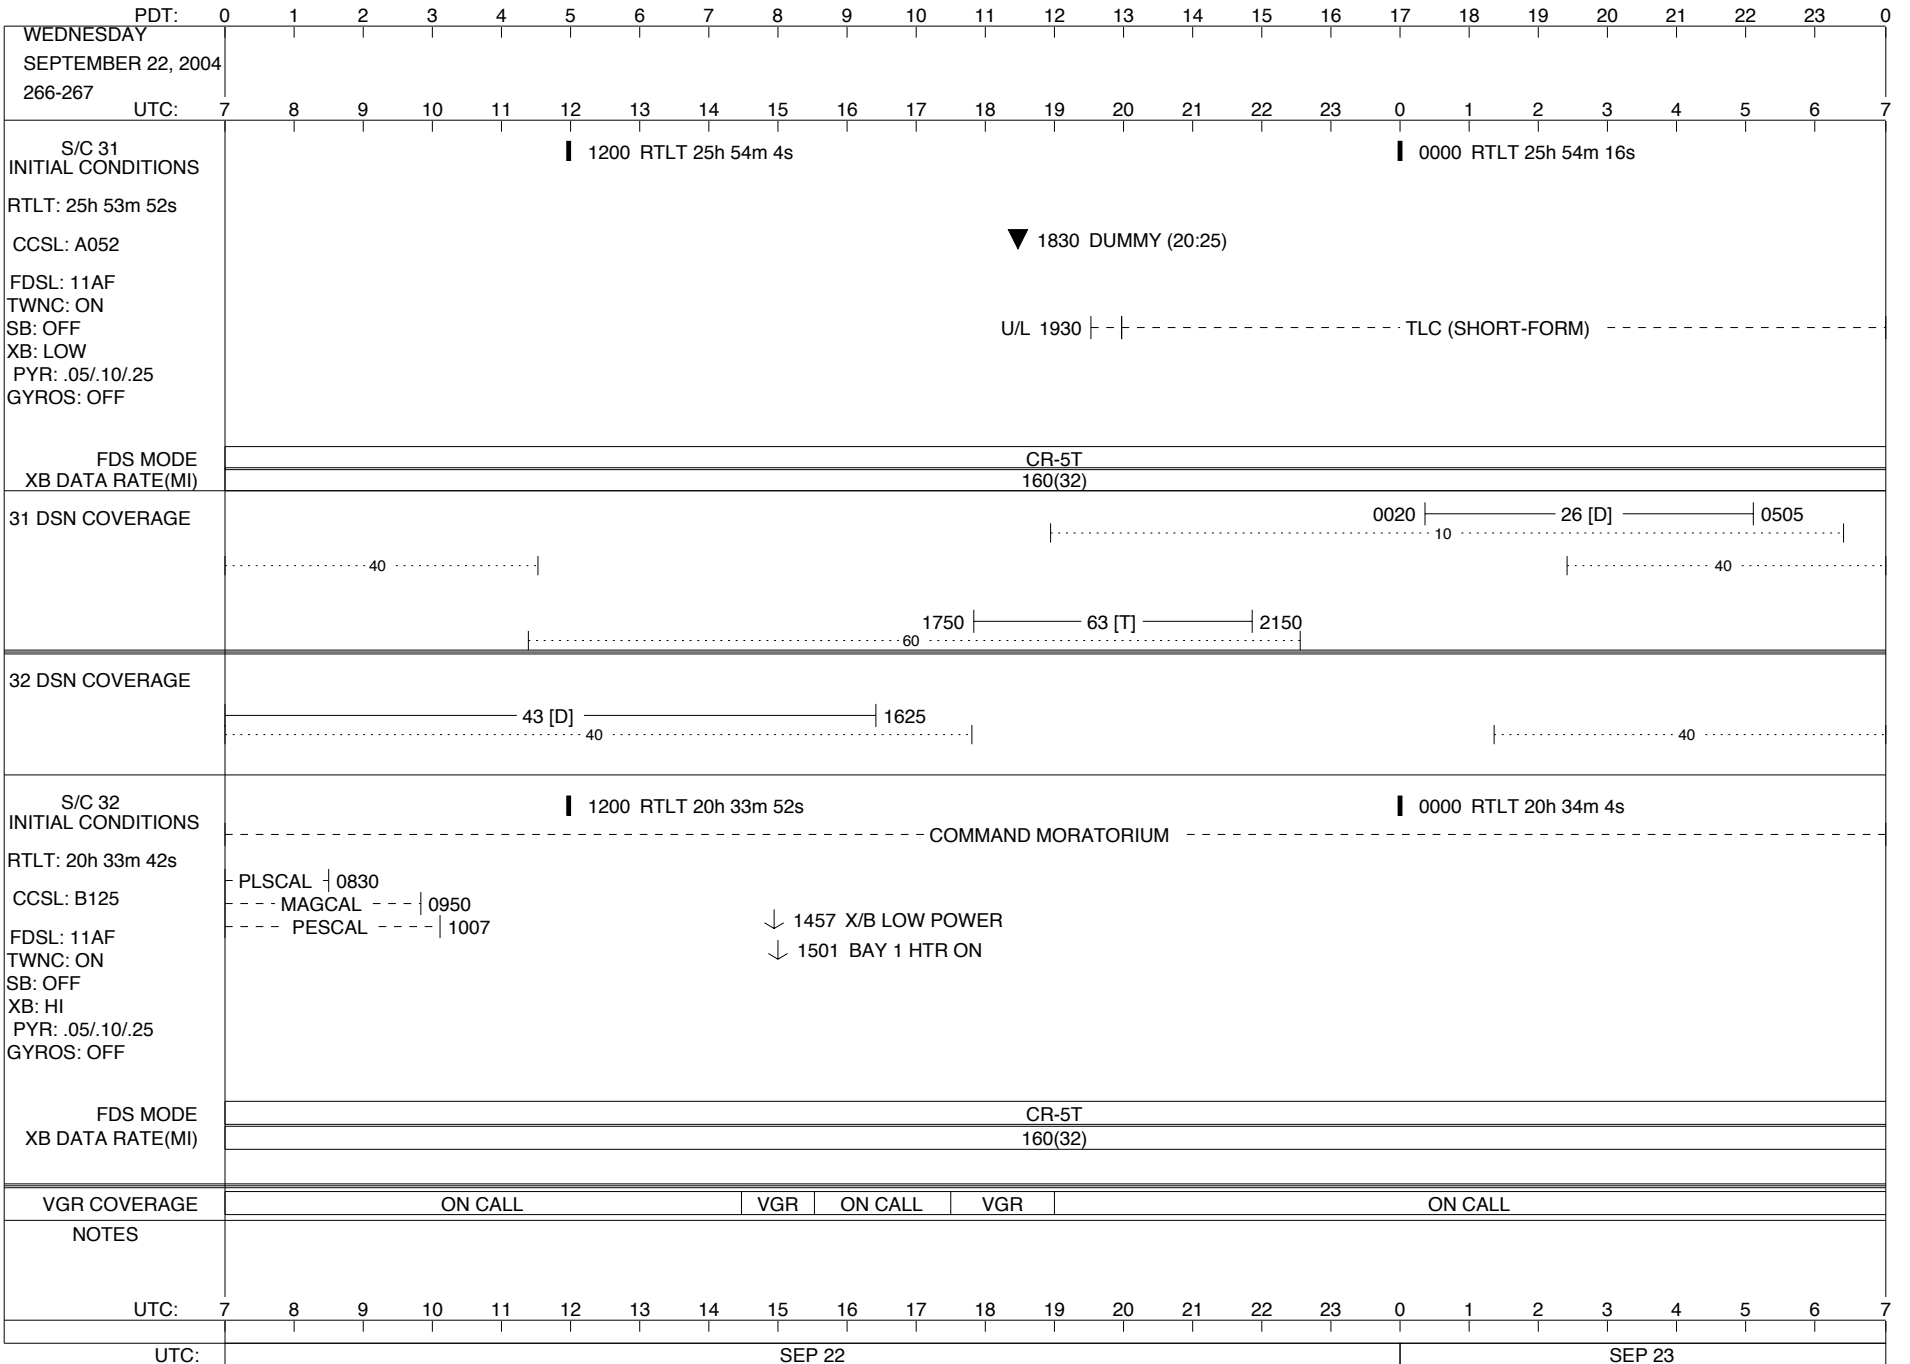 PDT: 0 1 2 3 4 5 6 7 8 9 10 11 12 13 14 15 16 17 18 19 20 21 22 23 0
WEDNESDAY
SEPTEMBER 22, 2004
266-267
UTC: 7 8 9 10 11 12 13 14 15 16 17 18 19 20 21 22 23 0 1 2 3 4 5 6 7
S/C 31
INITIAL CONDITIONS
1200 RTLT 25h 54m 4s
0000 RTLT 25h 54m 16s
RTLT: 25h 53m 52s
CCSL: A052
1830 DUMMY (20:25)
FDSL: 11AF
TWNC: ON
SB: OFF
U/L 1930 TLC (SHORT-FORM)
XB: LOW
PYR: .05/.10/.25
GYROS: OFF
FDS MODE CR-5T
XB DATA RATE(MI) 160(32)
31 DSN COVERAGE
0020 26 [D] 0505
10
40 40
1750 63 [T] 2150
60
32 DSN COVERAGE
43 [D] 1625
40 40
S/C 32
INITIAL CONDITIONS
1200 RTLT 20h 33m 52s
0000 RTLT 20h 34m 4s
COMMAND MORATORIUM
RTLT: 20h 33m 42s
PLSCAL 0830
CCSL: B125
MAGCAL 0950
PESCAL 1007
1457 X/B LOW POWER
1501 BAY 1 HTR ON
FDSL: 11AF
TWNC: ON
SB: OFF
XB: HI
PYR: .05/.10/.25
GYROS: OFF
FDS MODE CR-5T
XB DATA RATE(MI) 160(32)
VGR COVERAGE ON CALL VGR ON CALL VGR ON CALL
NOTES
UTC: 7 8 9 10 11 12 13 14 15 16 17 18 19 20 21 22 23 0 1 2 3 4 5 6 7
UTC: SEP 22 SEP 23